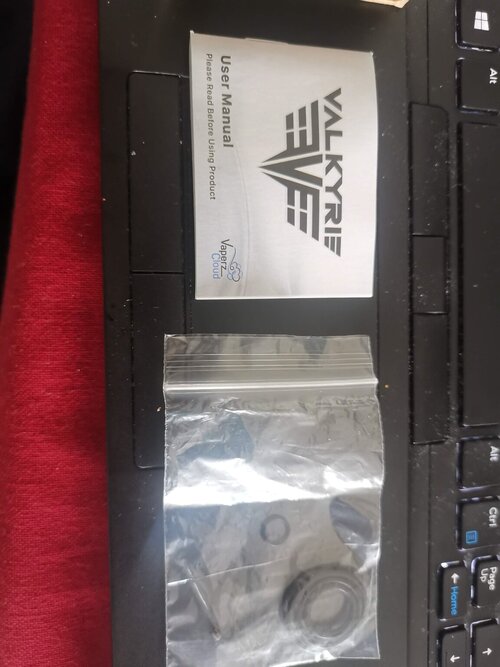 VALKYRIE
User Manual
Please Read Before Using Product
Vaperz
Cloud
Alt
Alt
Ctrl
Page
Up
Home